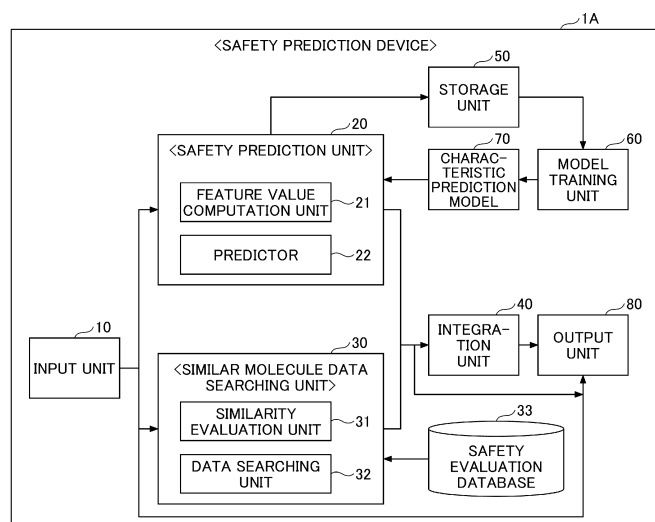 1A
<SAFETY PREDICTION DEVICE>
50
STORAGE
UNIT
20
<SAFETY PREDICTION UNIT>
FEATURE VALUE
COMPUTATION UNIT
21
PREDICTOR
22
70
CHARAC-
TERISTIC
PREDICTION
MODEL
60
MODEL
TRAINING
UNIT
10
INPUT UNIT
40
INTEGRA-
TION
UNIT
80
OUTPUT
UNIT
30
<SIMILAR MOLECULE DATA
SEARCHING UNIT>
SIMILARITY
EVALUATION UNIT
31
DATA SEARCHING
UNIT
32
33
SAFETY
EVALUATION
DATABASE